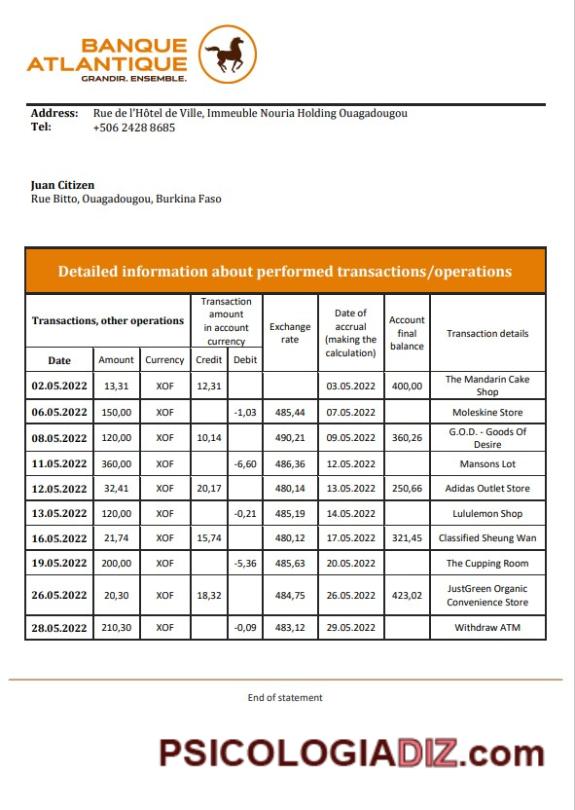 BANQUE
ATLANTIQUE
GRANDIR. ENSEMBLE.
Address: Rue de l'Hôtel de Ville, Immeuble Nouria Holding Ouagadougou
Tel: +506 2428 8685
Juan Citizen
Rue Bitto, Ouagadougou, Burkina Faso
Detailed information about performed transactions/operations
Transactions, other operations
Transaction
amount
in account
currency
Exchange
rate
Date of
accrual
(making the
calculation)
Account
final
balance
Transaction details
Date Amount Currency Credit Debit
02.05.2022 13,31 XOF 12,31 03.05.2022 400,00 The Mandarin Cake
Shop
06.05.2022 150,00 XOF -1,03 485,44 07.05.2022 Moleskine Store
08.05.2022 120,00 XOF 10,14 490,21 09.05.2022 360,26 G.O.D. - Goods Of
Desire
11.05.2022 360,00 XOF -6,60 486,36 12.05.2022 Mansons Lot
12.05.2022 32,41 XOF 20,17 480,14 13.05.2022 250,66 Adidas Outlet Store
13.05.2022 120,00 XOF -0,21 485,19 14.05.2022 Lululemon Shop
16.05.2022 21,74 XOF 15,74 480,12 17.05.2022 321,45 Classified Sheung Wan
19.05.2022 200,00 XOF -5,36 485,63 20.05.2022 The Cupping Room
26.05.2022 20,30 XOF 18,32 484,75 26.05.2022 423,02 JustGreen Organic
Convenience Store
28.05.2022 210,30 XOF -0,09 483,12 29.05.2022 Withdraw ATM
End of statement
PSICOLOGIADIZ.com